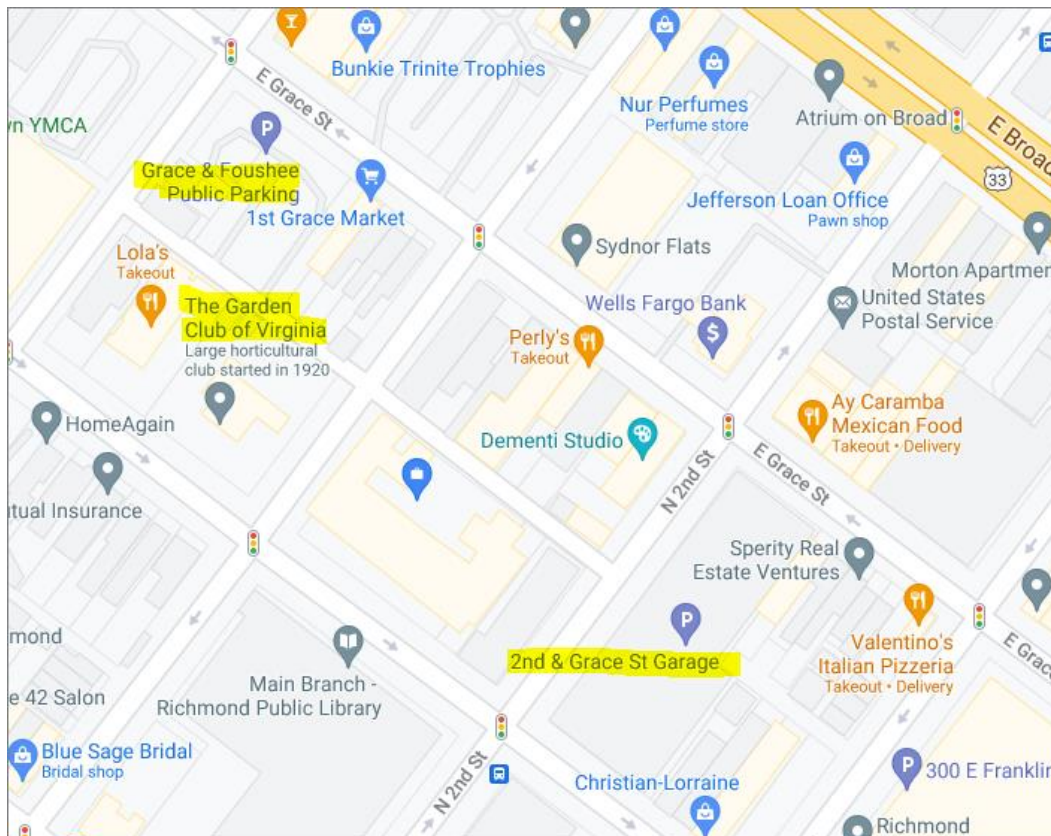 Bunkie Trinite Trophies
E Grace St
Nur Perfumes
Perfume store
Atrium on Broad
E Broad
33
yn YMCA
P
Grace & Foushee
Public Parking
1st Grace Market
Jefferson Loan Office
Pawn shop
Sydnor Flats
Lola's
Takeout
Morton Apartmen
United States
Postal Service
The Garden
Club of Virginia
Large horticultural
club started in 1920
Wells Fargo Bank
$
Perly's
Takeout
HomeAgain
Ay Caramba
Mexican Food
Takeout • Delivery
Dementi Studio
E Grace St
N 2nd St
utual Insurance
Sperity Real
Estate Ventures
P
2nd & Grace St Garage
Valentino's
Italian Pizzeria
Takeout • Delivery
E Grace
hmond
Main Branch -
Richmond Public Library
e 42 Salon
Blue Sage Bridal
Bridal shop
N 2nd St
Christian-Lorraine
P
300 E Franklin
Richmond